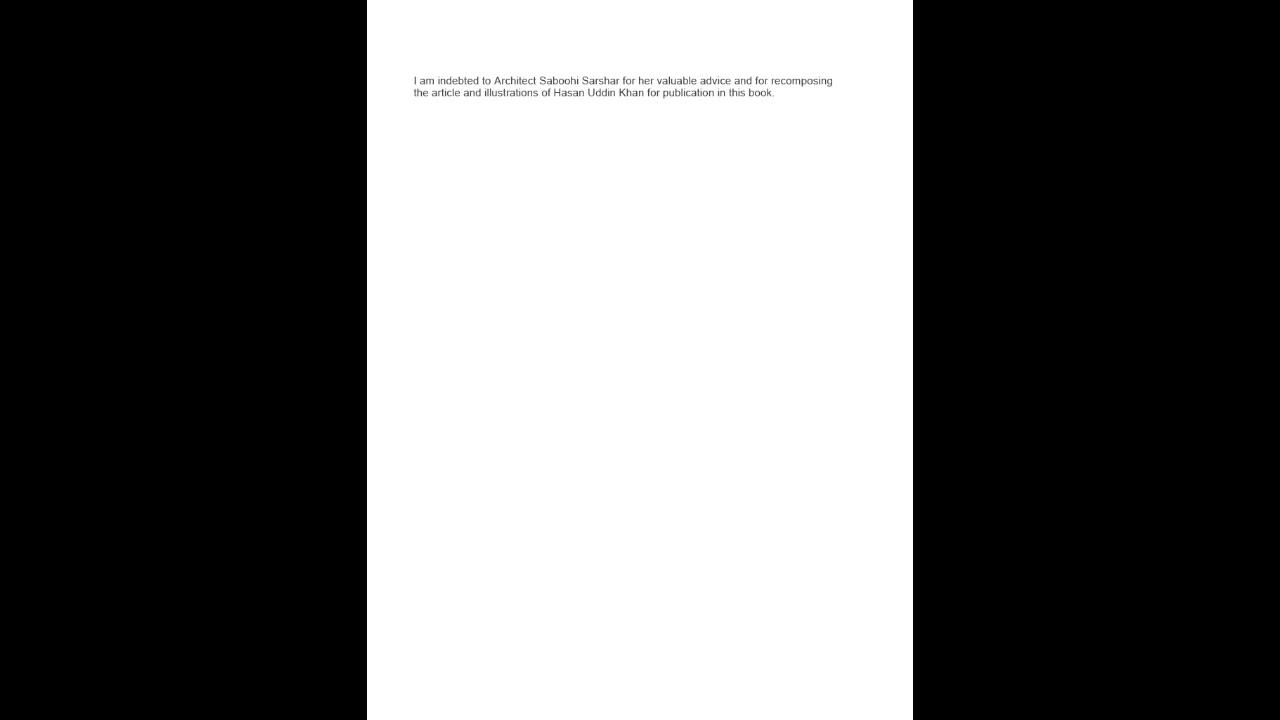 I am indebted to Architect Saboohi Sarshar for her valuable advice and for recomposing
the article and illustrations of Hasan Uddin Khan for publication in this book.